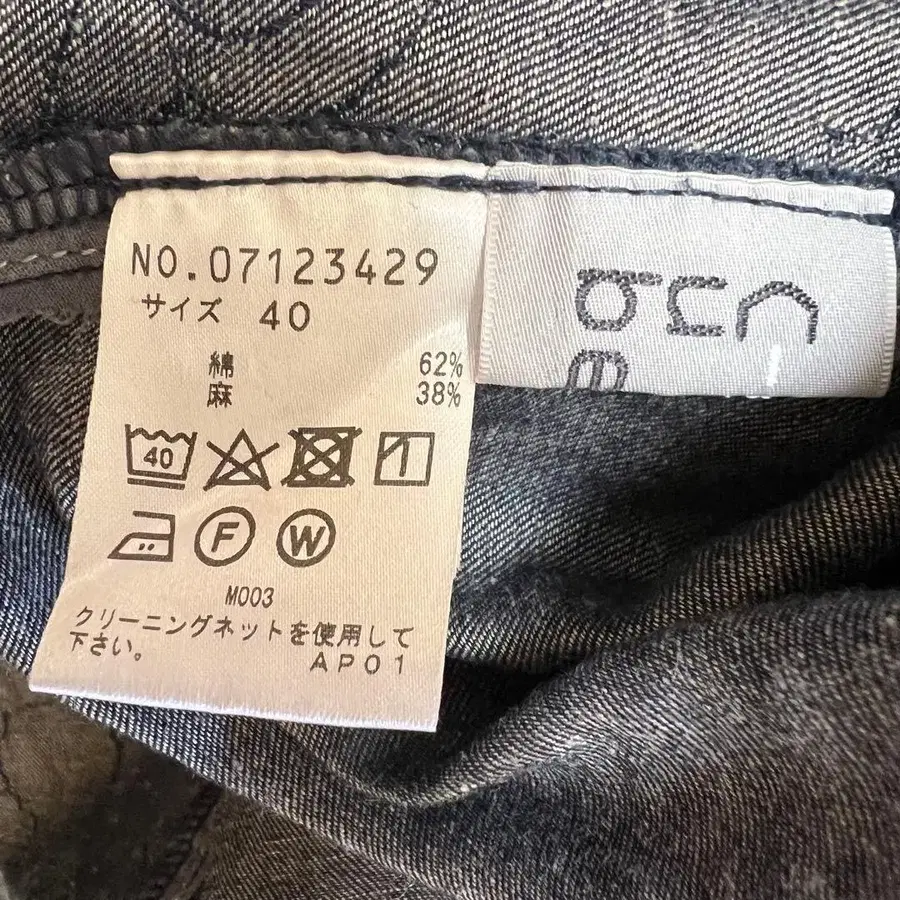 NO.07123429
サイズ 40
綿 62%
麻 38%
40
F W
M003
クリーニングネットを使用して
下さい。
AP01